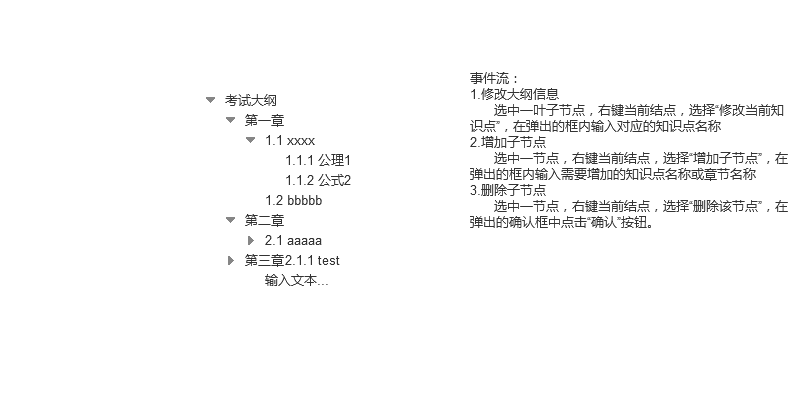 考试大纲
第一章
1.1 xxxx
1.1.1 公理1
1.1.2 公式2
1.2 bbbbb
第二章
2.1 aaaaa
第三章2.1.1 test
输入文本...
事件流：
1.修改大纲信息
选中一叶子节点，右键当前结点，选择“修改当前知
识点”，在弹出的框内输入对应的知识点名称
2.增加子节点
选中一节点，右键当前结点，选择“增加子节点”，在
弹出的框内输入需要增加的知识点名称或章节名称
3.删除子节点
选中一节点，右键当前结点，选择“删除该节点”，在
弹出的确认框中点击“确认”按钮。